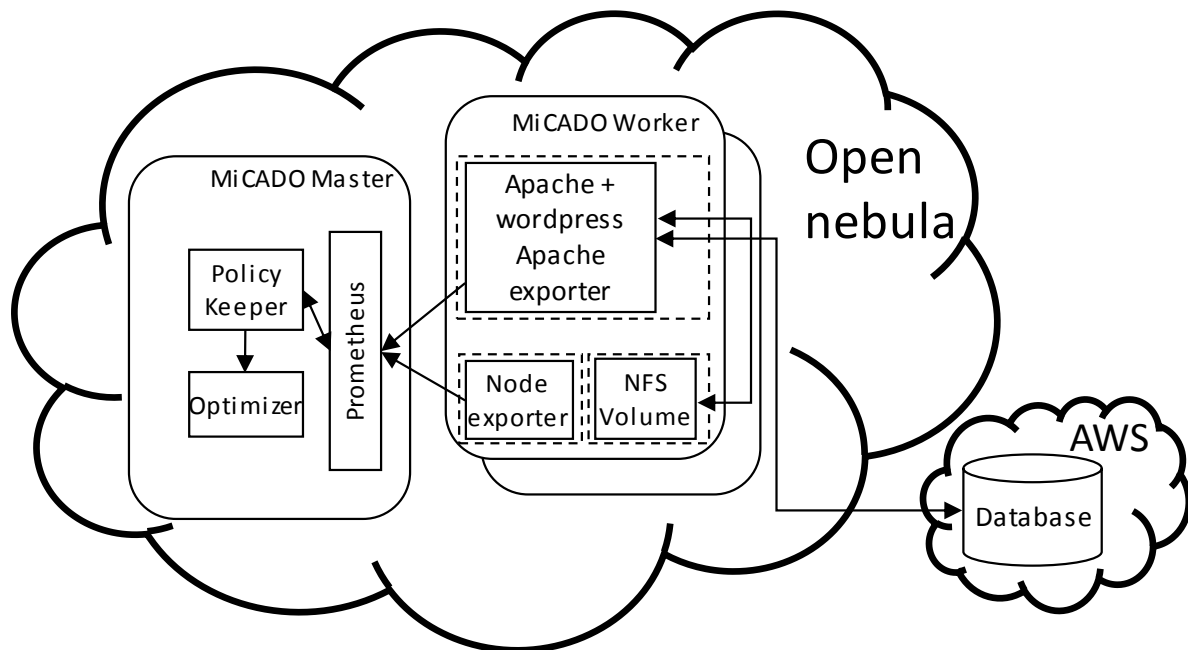 MiCADO Worker
Open
nebula
MiCADO Master
Apache +
wordpress
Apache
exporter
Policy
Keeper
Prometheus
Optimizer
Node
exporter
NFS
Volume
AWS
Database